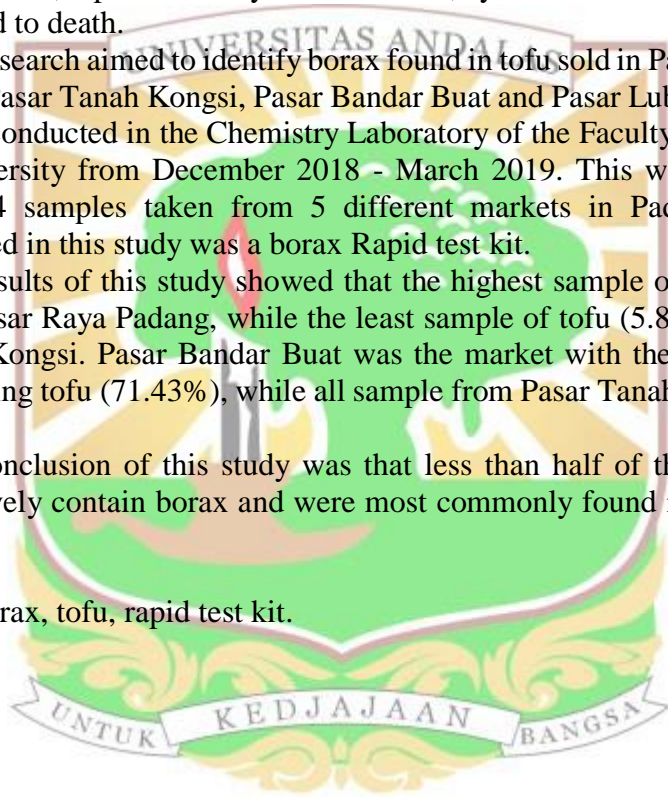 d to death.
UNIVERSITAS ANDALAS
search aimed to identify borax found in tofu sold in Pa
Pasar Tanah Kongsi, Pasar Bandar Buat and Pasar Lub
conducted in the Chemistry Laboratory of the Faculty
ersity from December 2018 - March 2019. This w
4 samples taken from 5 different markets in Pad
ed in this study was a borax Rapid test kit.
sults of this study showed that the highest sample o
sar Raya Padang, while the least sample of tofu (5.8
Kongsi. Pasar Bandar Buat was the market with the
ng tofu (71.43%), while all sample from Pasar Tanah
onclusion of this study was that less than half of th
vely contain borax and were most commonly found
rax, tofu, rapid test kit.
UNTUK KEDJAJAAN BANGSA